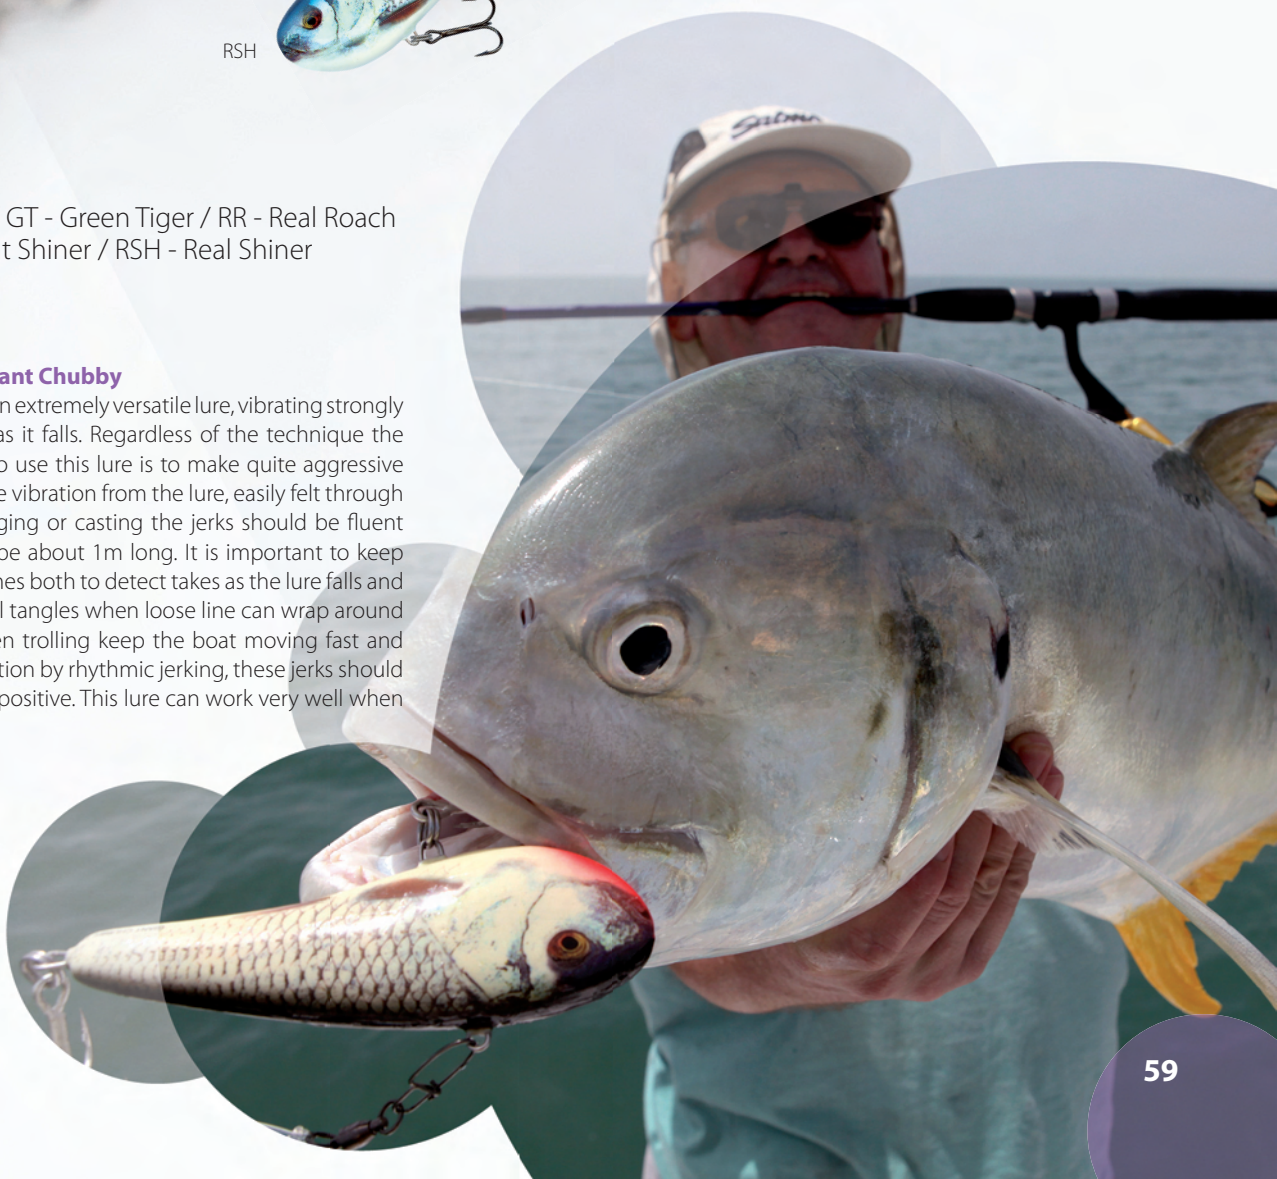 RSH
GT - Green Tiger / RR - Real Roach
t Shiner / RSH - Real Shiner
ant Chubby
n extremely versatile lure, vibrating strongly
as it falls. Regardless of the technique the
o use this lure is to make quite aggressive
e vibration from the lure, easily felt through
ging or casting the jerks should be fluent
be about 1m long. It is important to keep
nes both to detect takes as the lure falls and
l tangles when loose line can wrap around
en trolling keep the boat moving fast and
tion by rhythmic jerking, these jerks should
positive. This lure can work very well when
Salmo
59